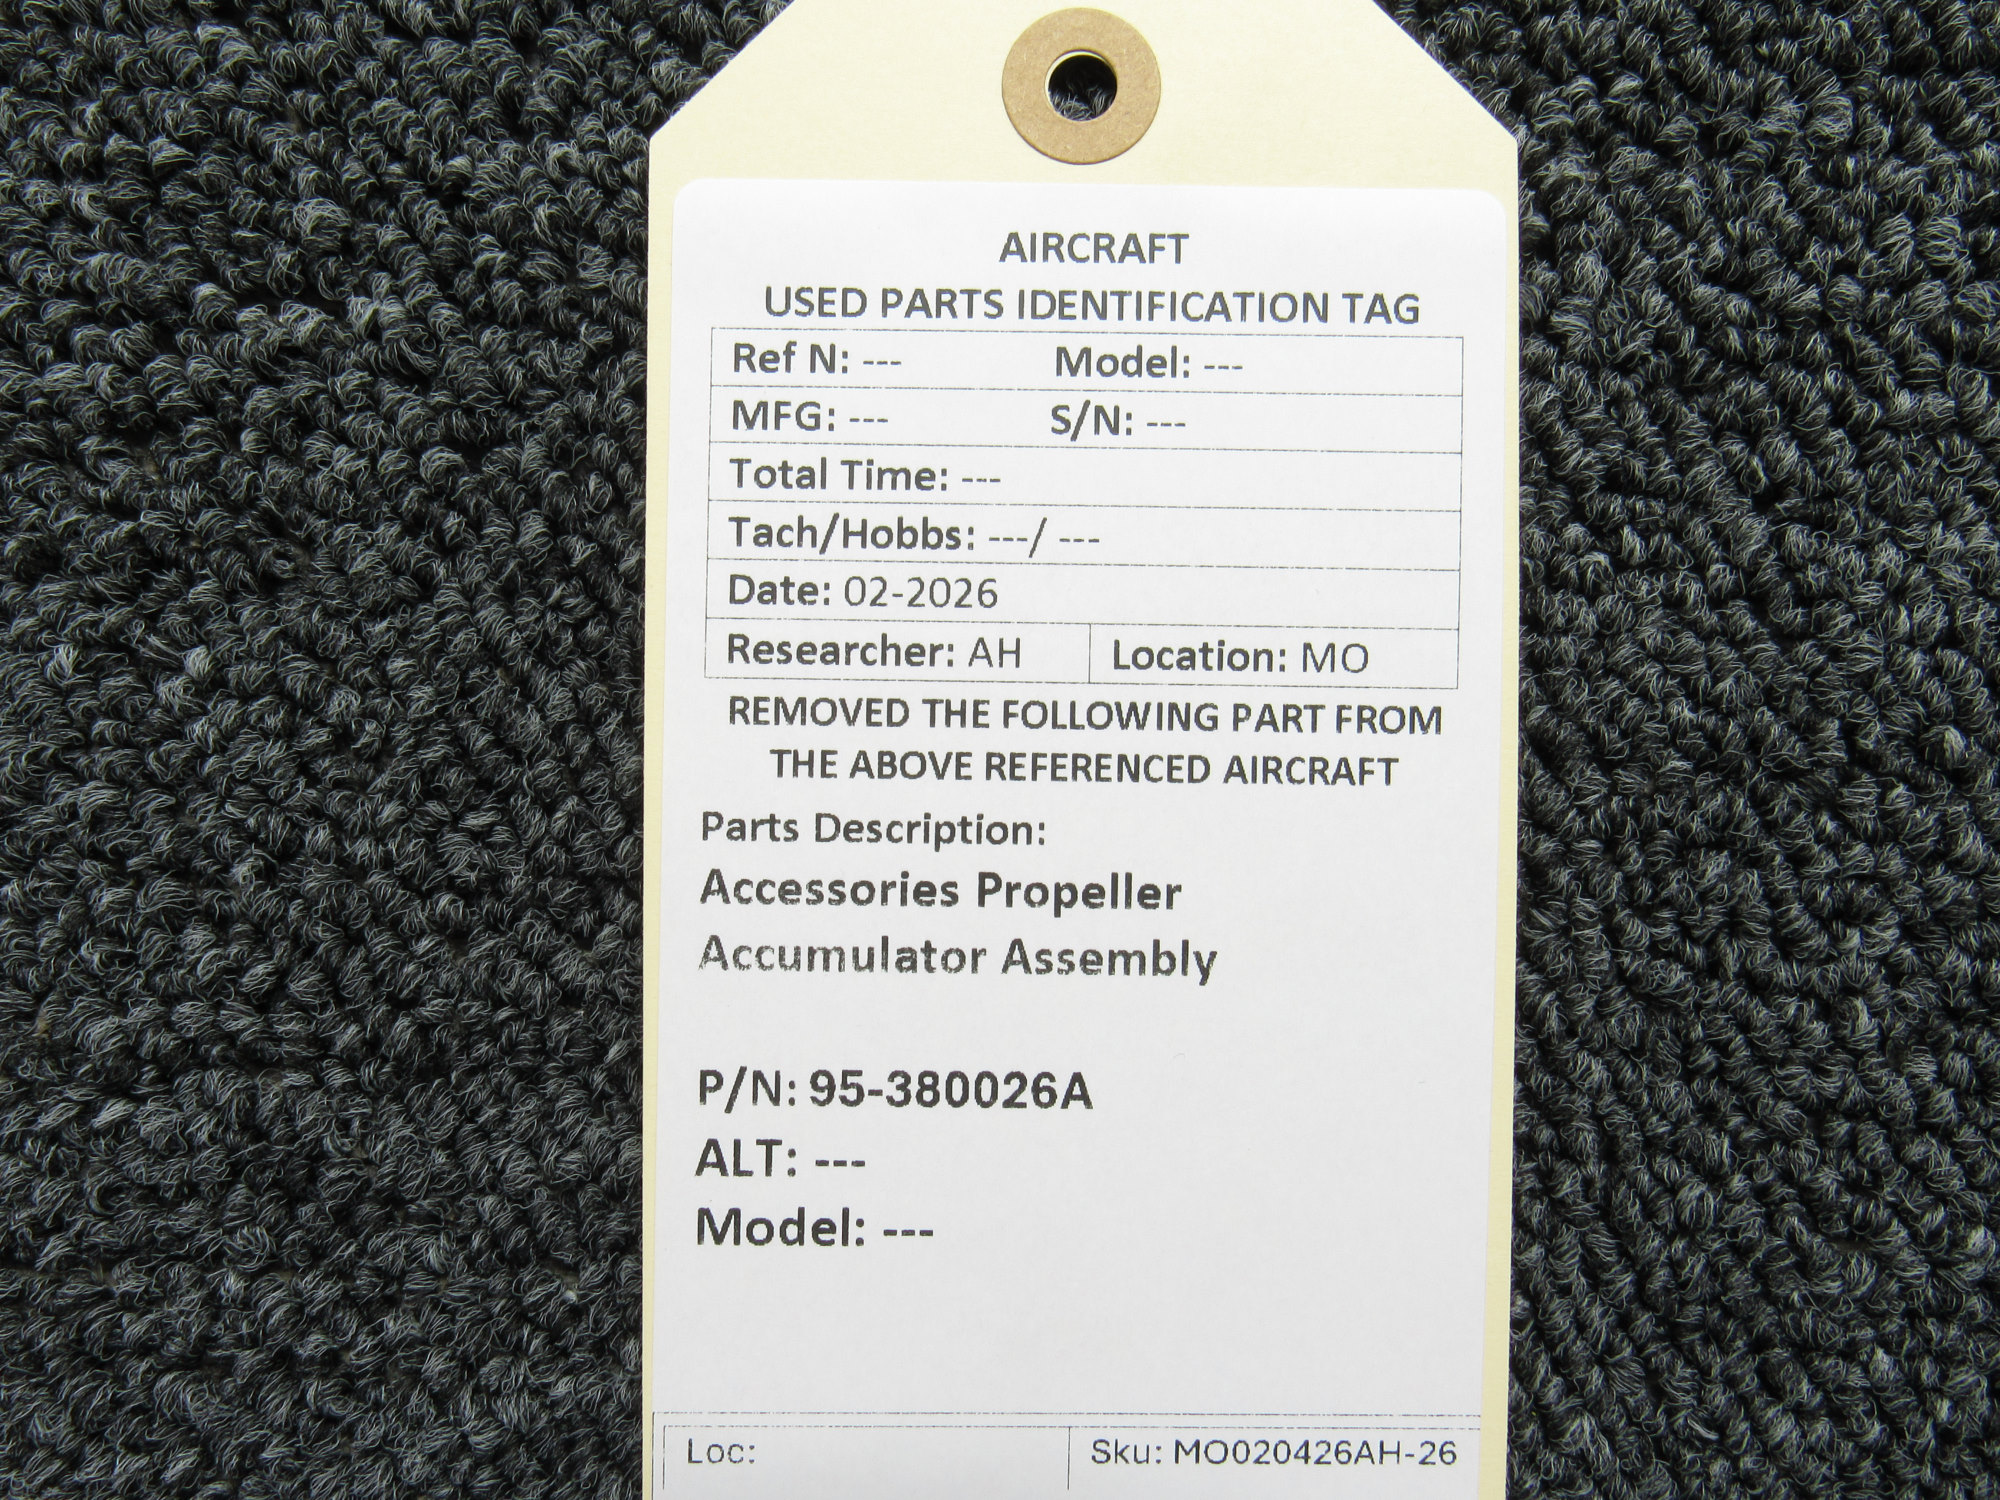 AIRCRAFT
USED PARTS IDENTIFICATION TAG
Ref N: --- Model: ---
MFG: --- S/N: ---
Total Time: ---
Tach/Hobbs: ---/ ---
Date: 02-2026
Researcher: AH Location: MO
REMOVED THE FOLLOWING PART FROM
THE ABOVE REFERENCED AIRCRAFT
Parts Description:
Accessories Propeller
Accumulator Assembly
P/N: 95-380026A
ALT: ---
Model: ---
Loc: Sku: MO020426AH-26